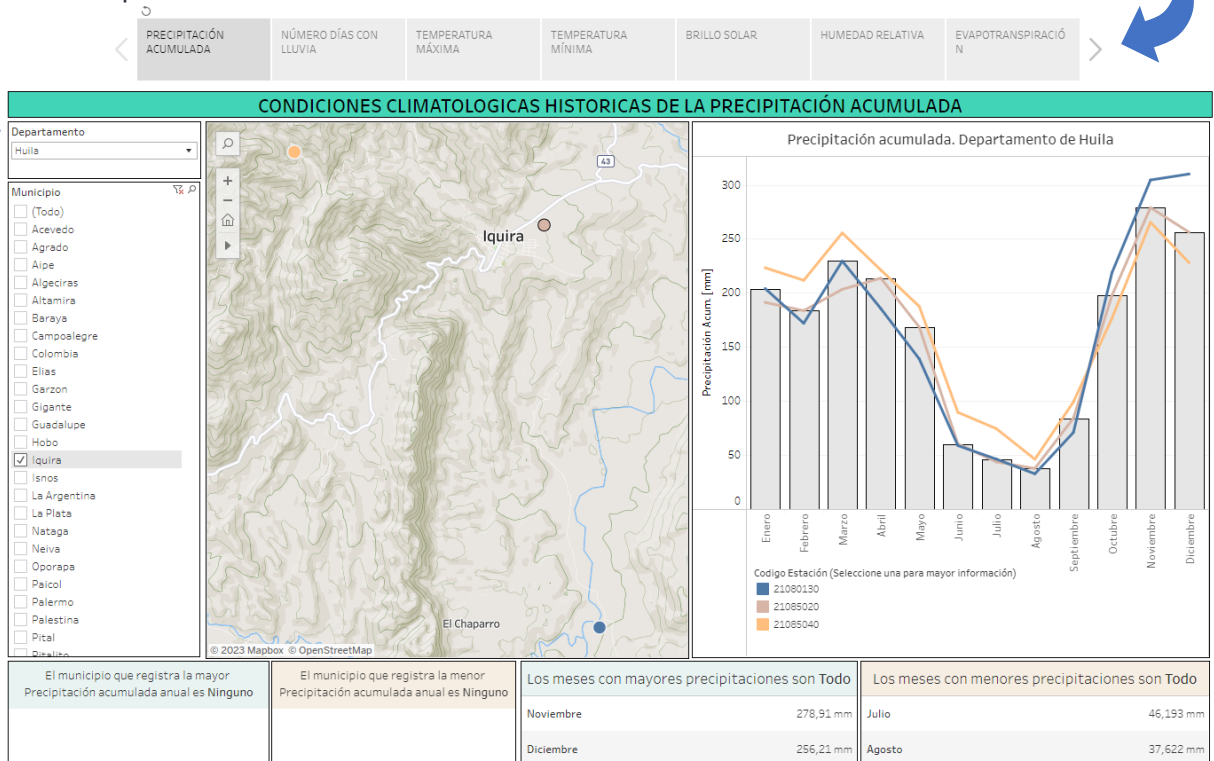 PRECIPITACIÓN
ACUMULADA
NÚMERO DÍAS CON
LLUVIA
TEMPERATURA
MÁXIMA
TEMPERATURA
MÍNIMA
BRILLO SOLAR
HUMEDAD RELATIVA
EVAPOTRANSPIRACIÓ
N
CONDICIONES CLIMATOLOGICAS HISTORICAS DE LA PRECIPITACIÓN ACUMULADA
Departamento
Huila
Municipio
(Todo)
Acevedo
Agrado
Aipe
Algeciras
Altamira
Baraya
Campoalegre
Colombia
Elias
Garzon
Gigante
Guadalupe
Hobo
Iquira
Isnos
La Argentina
La Plata
Nataga
Neiva
Oporapa
Paicol
Palermo
Palestina
Pital
Pitalito
43
Iquira
El Chaparro
© 2023 Mapbox © OpenStreetMap
Precipitación acumulada. Departamento de Huila
Precipitación Acum. [mm]
300
250
200
150
100
50
0
Enero
Febrero
Marzo
Abril
Mayo
Junio
Julio
Agosto
Septiembre
Octubre
Noviembre
Diciembre
Codigo Estación (Seleccione una para mayor información)
21080130
21085020
21085040
El municipio que registra la mayor
Precipitación acumulada anual es Ninguno
El municipio que registra la menor
Precipitación acumulada anual es Ninguno
Los meses con mayores precipitaciones son Todo
Noviembre 278,91 mm
Diciembre 256,21 mm
Los meses con menores precipitaciones son Todo
Julio 46,193 mm
Agosto 37,622 mm